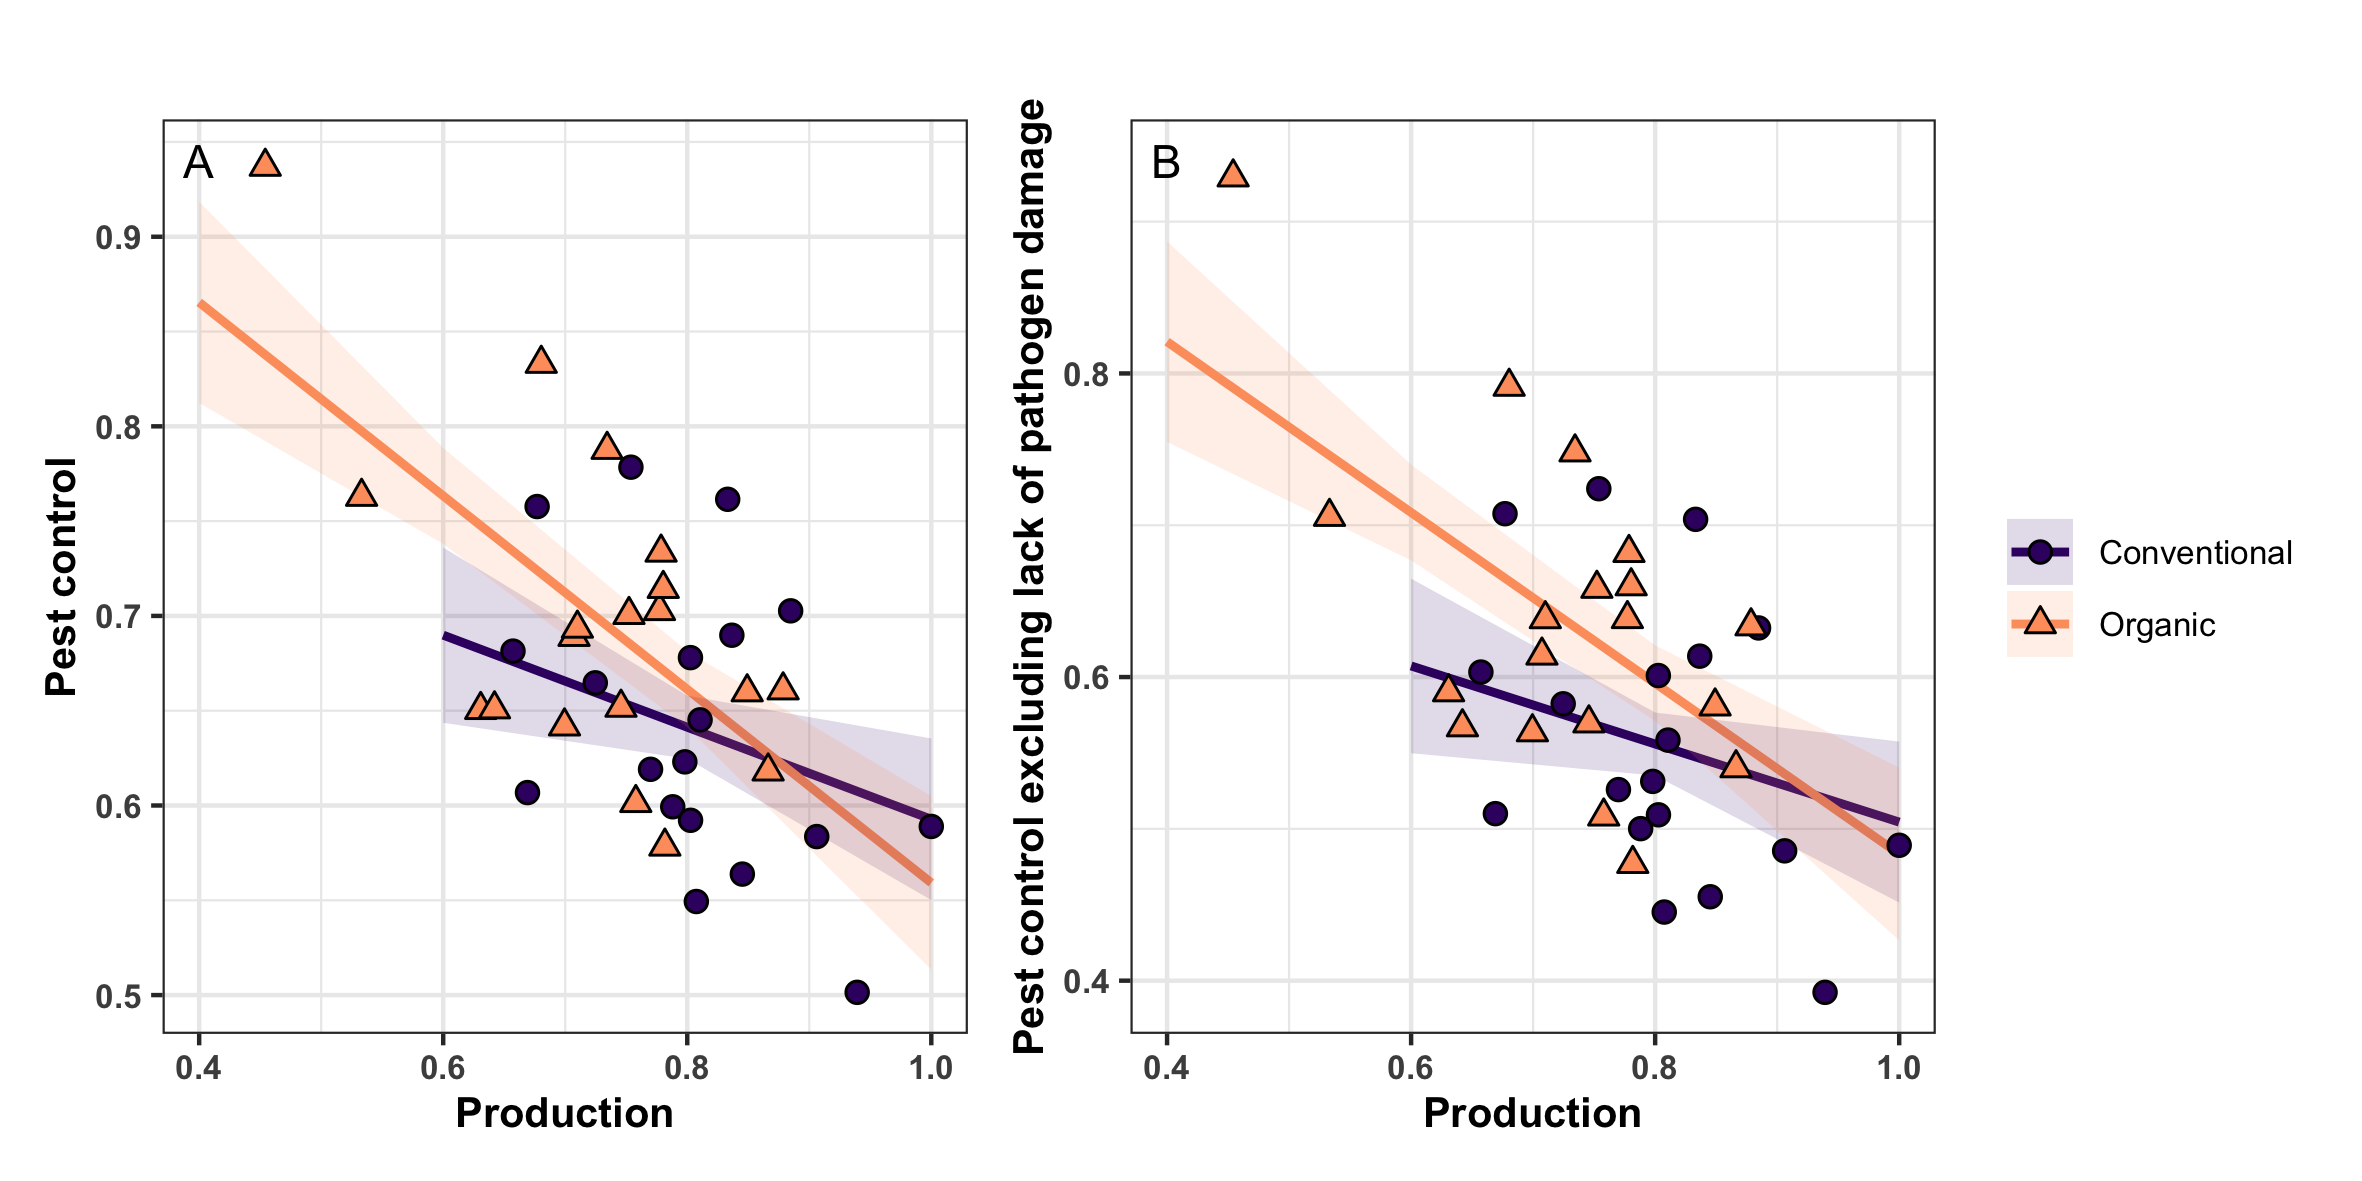 A
Pest control
0.9
0.8
0.7
0.6
0.5
0.4 0.6 0.8 1.0
Production
B
Pest control excluding lack of pathogen damage
0.8
0.6
0.4
0.4 0.6 0.8 1.0
Production
Conventional
Organic